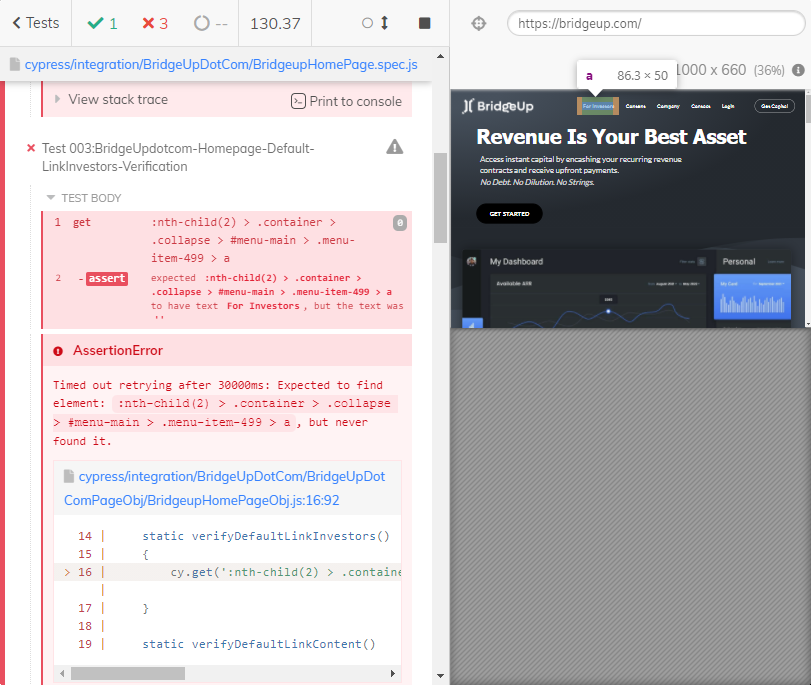 Tests
1
3
--
130.37
https://bridgeup.com/
cypress/integration/BridgeUpDotCom/BridgeupHomePage.spec.js
a 86.3 × 50
1000 x 660 (36%)
View stack trace
Print to console
Test 003:BridgeUpdotcom-Homepage-Default-
LinkInvestors-Verification
TEST BODY
1 get :nth-child(2) > .container > 0
.collapse > #menu-main > .menu-
item-499 > a
2 -assert expected :nth-child(2) > .container >
.collapse > #menu-main > .menu-item-499 > a
to have text For Investors, but the text was
''
AssertionError
Timed out retrying after 30000ms: Expected to find
element: :nth-child(2) > .container > .collapse
> #menu-main > .menu-item-499 > a, but never
found it.
cypress/integration/BridgeUpDotCom/BridgeUpDot
ComPageObj/BridgeupHomePageObj.js:16:92
14 | static verifyDefaultLinkInvestors()
15 | {
> 16 | cy.get(':nth-child(2) > .containe
|
17 | }
18 |
19 | static verifyDefaultLinkContent()
BridgeUp
For Investors
Company
Login
Get Capital
Revenue Is Your Best Asset
Access instant capital by encashing your recurring revenue
contracts and receive upfront payments.
No Debt. No Dilution. No Strings.
GET STARTED
My Dashboard
Personal
Available ARR